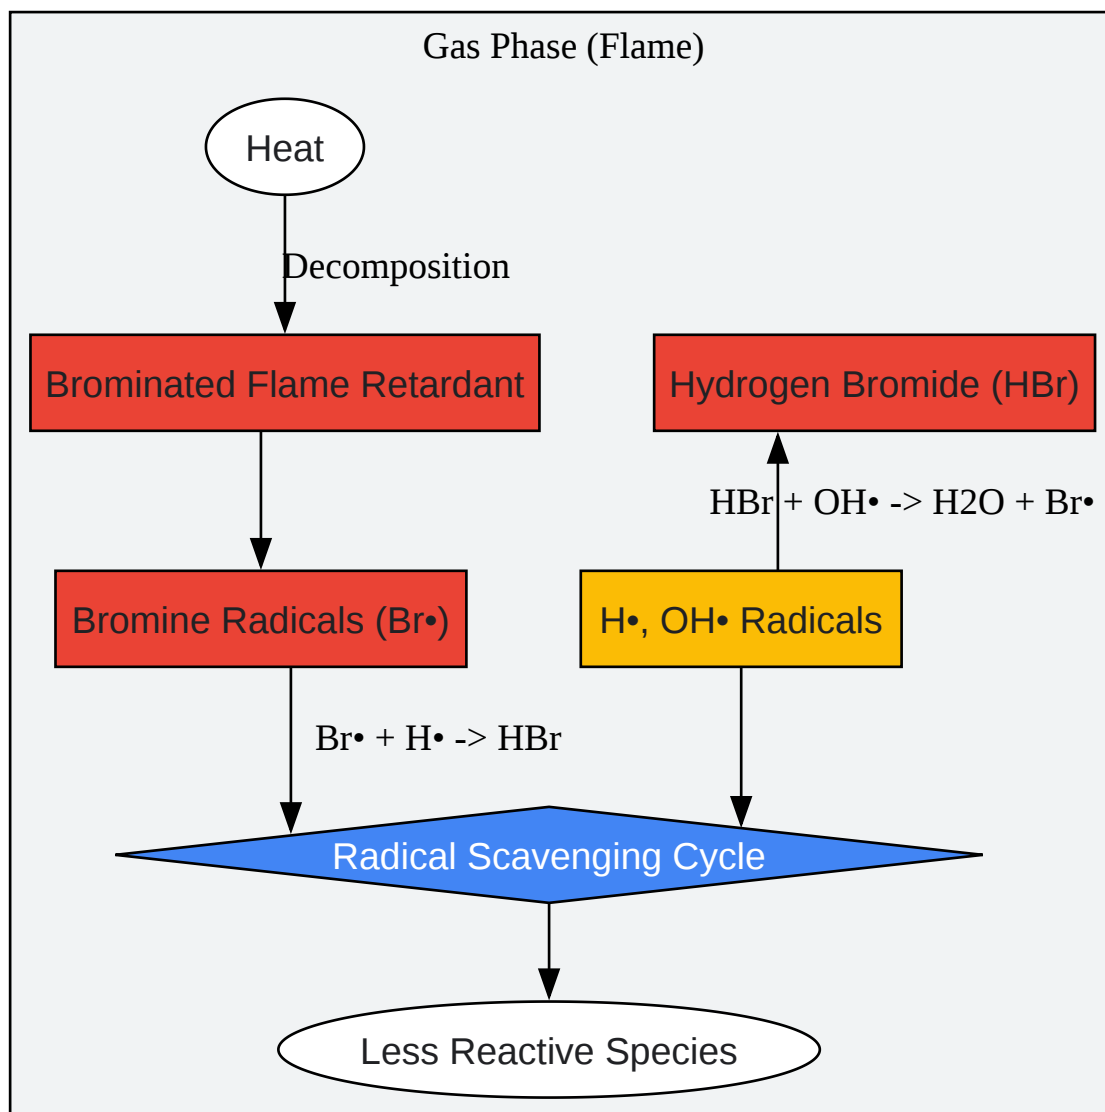 Gas Phase (Flame)
Heat
Decomposition
Brominated Flame Retardant
Hydrogen Bromide (HBr)
HBr + OH• -> H2O + Br•
Bromine Radicals (Br•)
H•, OH• Radicals
Br• + H• -> HBr
Radical Scavenging Cycle
Less Reactive Species